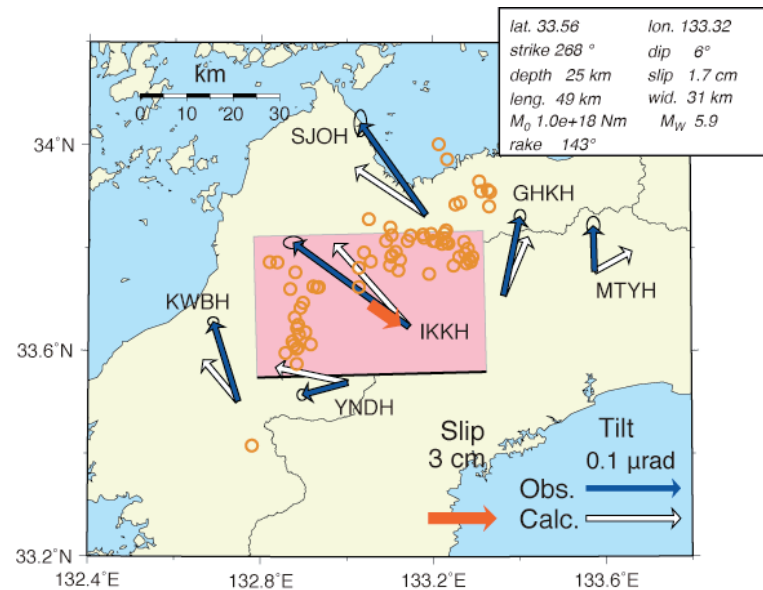 lat. 33.56 lon. 133.32
strike 268 ° dip 6°
depth 25 km slip 1.7 cm
leng. 49 km wid. 31 km
M0 1.0e+18 Nm MW 5.9
rake 143°
km
0 5 10 15 20 25 30
SJOH
34°N
GHKH
MTYH
KWBH
IKKH
33.6°N
YNDH
Slip
3 cm
Tilt
0.1 μrad
Obs.
Calc.
33.2°N
132.4°E
132.8°E
133.2°E
133.6°E